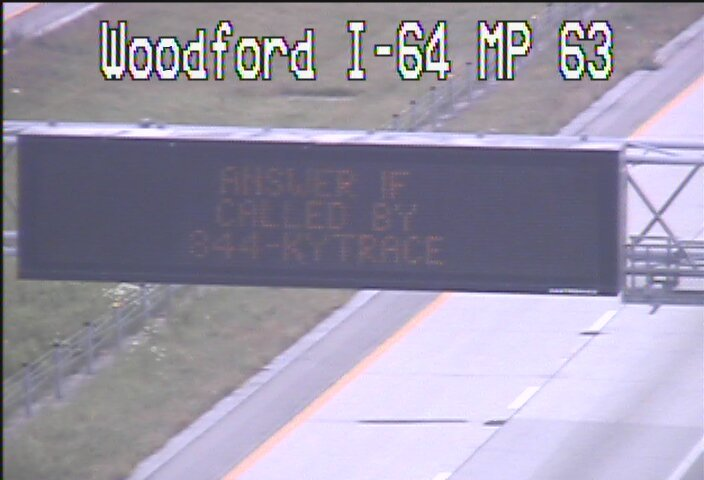 Woodford I-64 MP 63
ANSWER IF
CALLED BY
844-KYTRACE